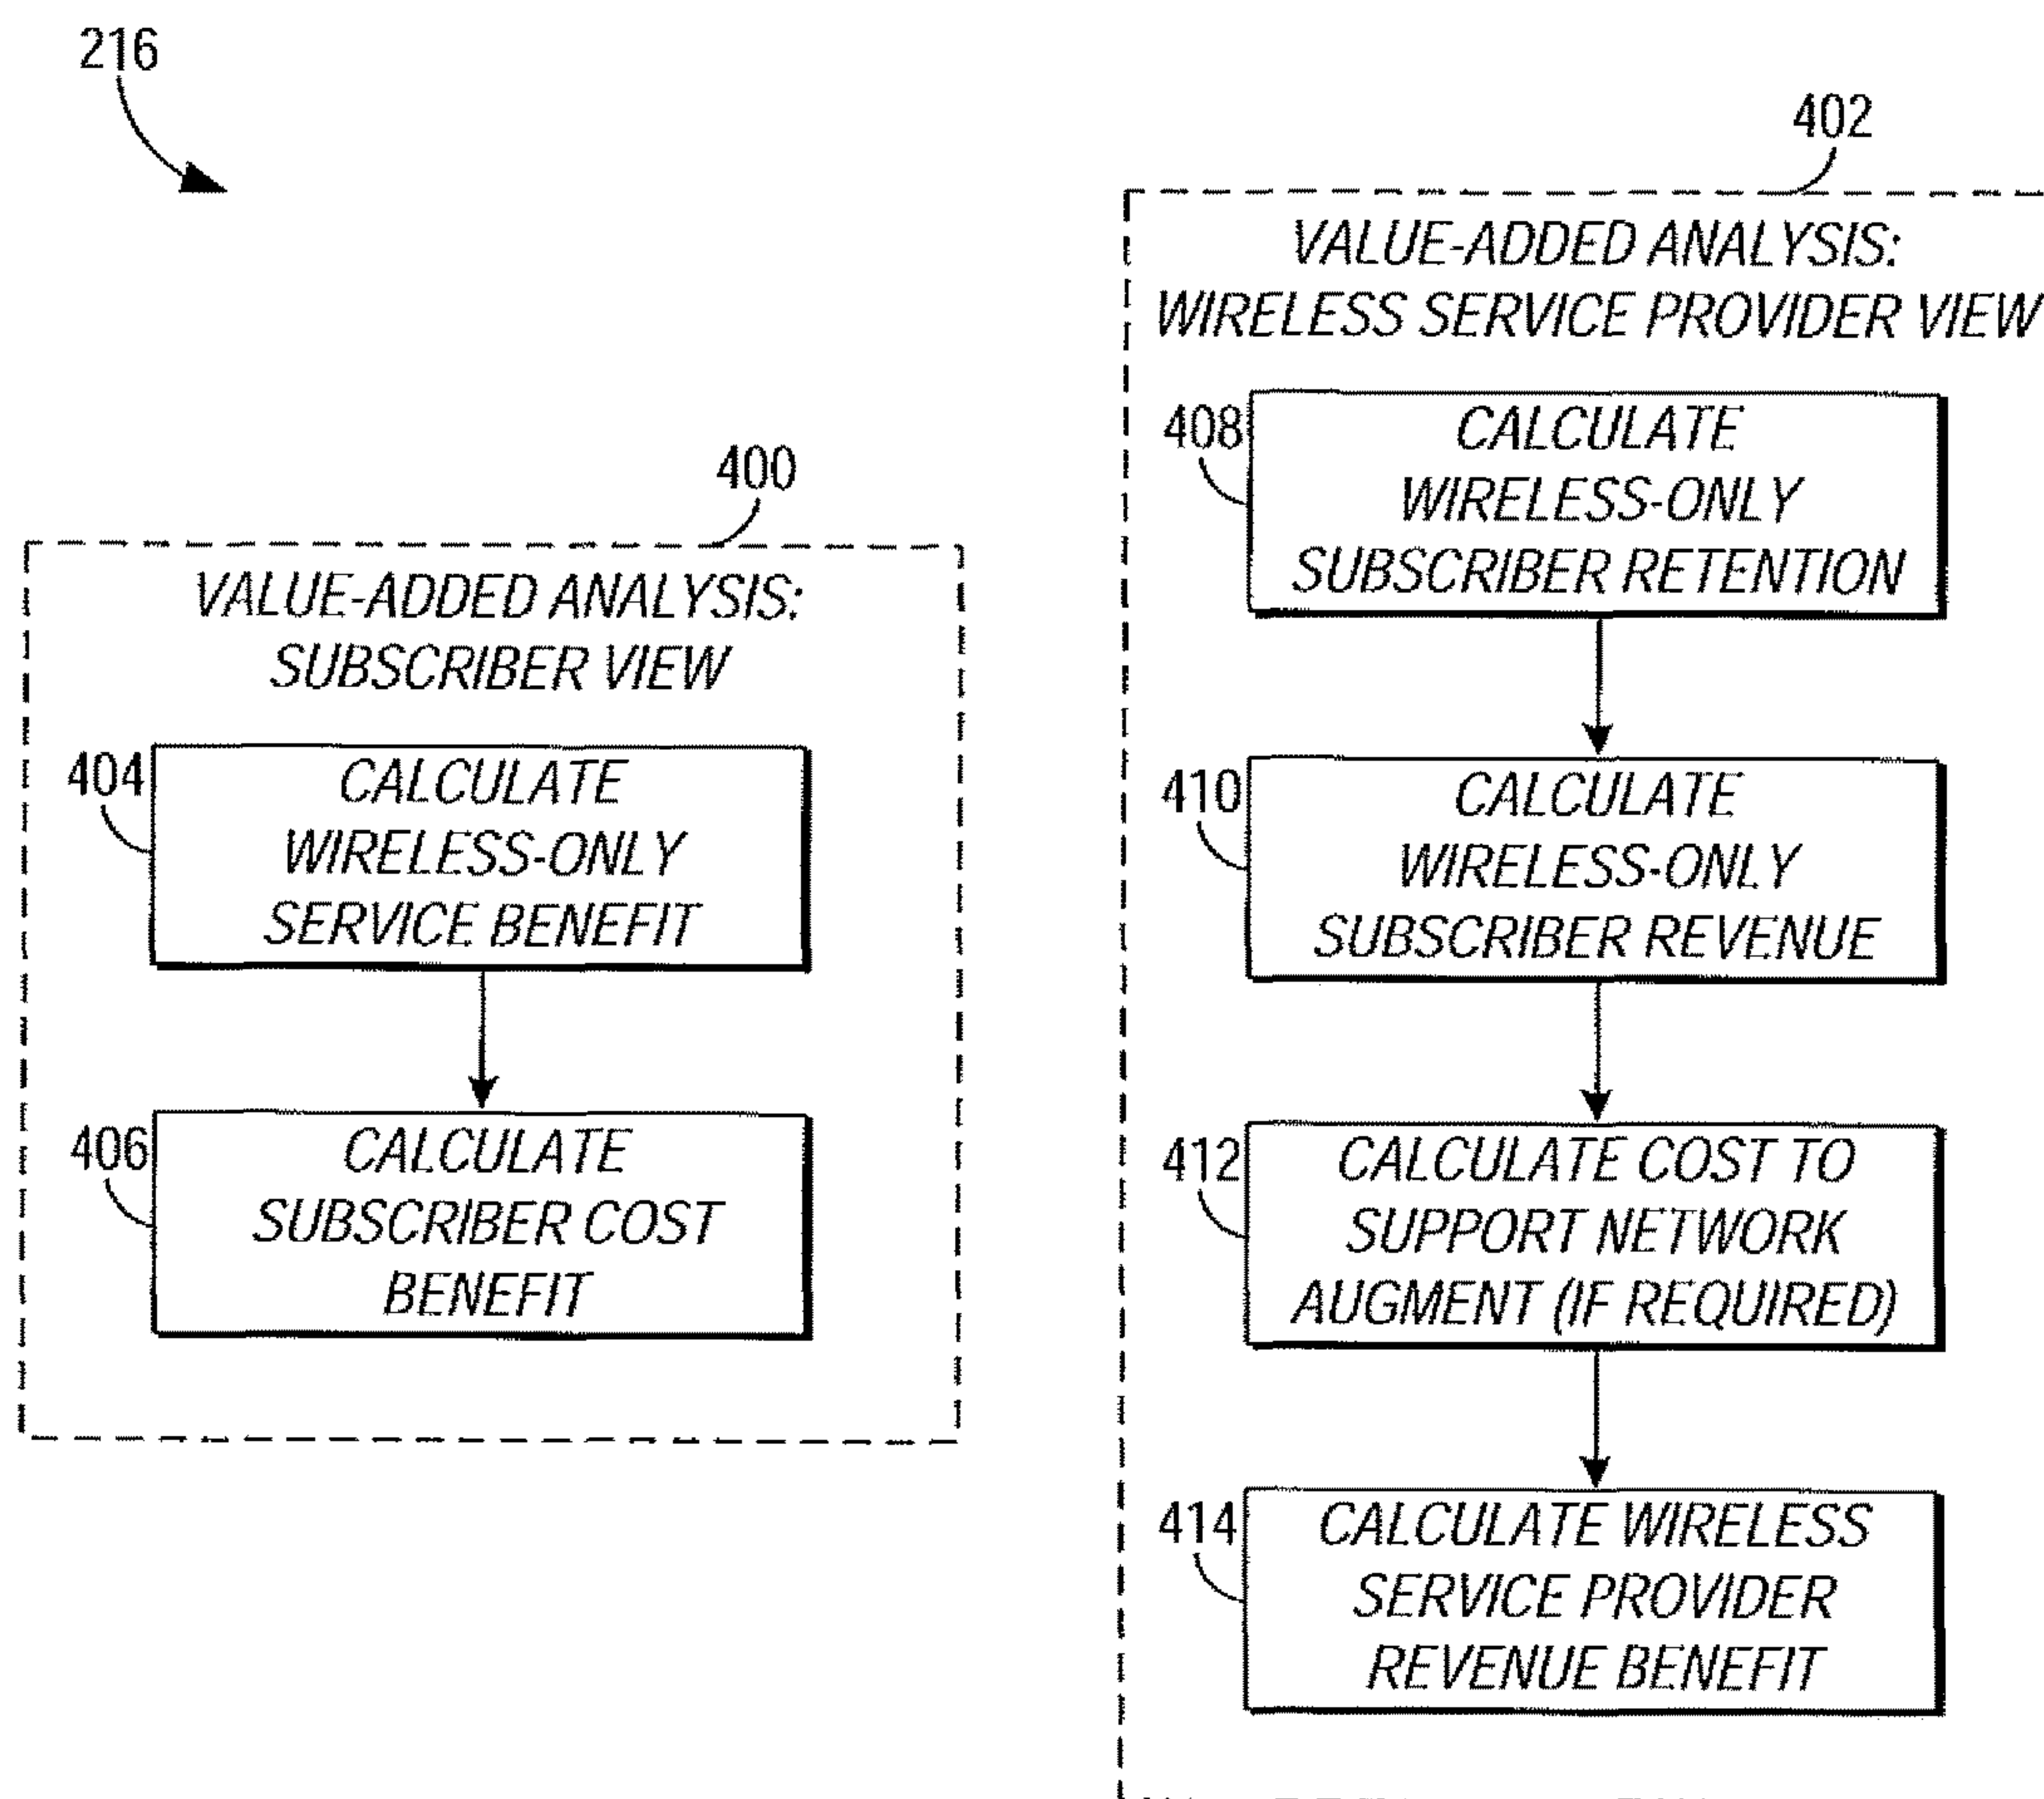 216
400
VALUE-ADDED ANALYSIS:
SUBSCRIBER VIEW
404
CALCULATE
WIRELESS-ONLY
SERVICE BENEFIT
406
CALCULATE
SUBSCRIBER COST
BENEFIT
402
VALUE-ADDED ANALYSIS:
WIRELESS SERVICE PROVIDER VIEW
408
CALCULATE
WIRELESS-ONLY
SUBSCRIBER RETENTION
410
CALCULATE
WIRELESS-ONLY
SUBSCRIBER REVENUE
412
CALCULATE COST TO
SUPPORT NETWORK
AUGMENT (IF REQUIRED)
414
CALCULATE WIRELESS
SERVICE PROVIDER
REVENUE BENEFIT